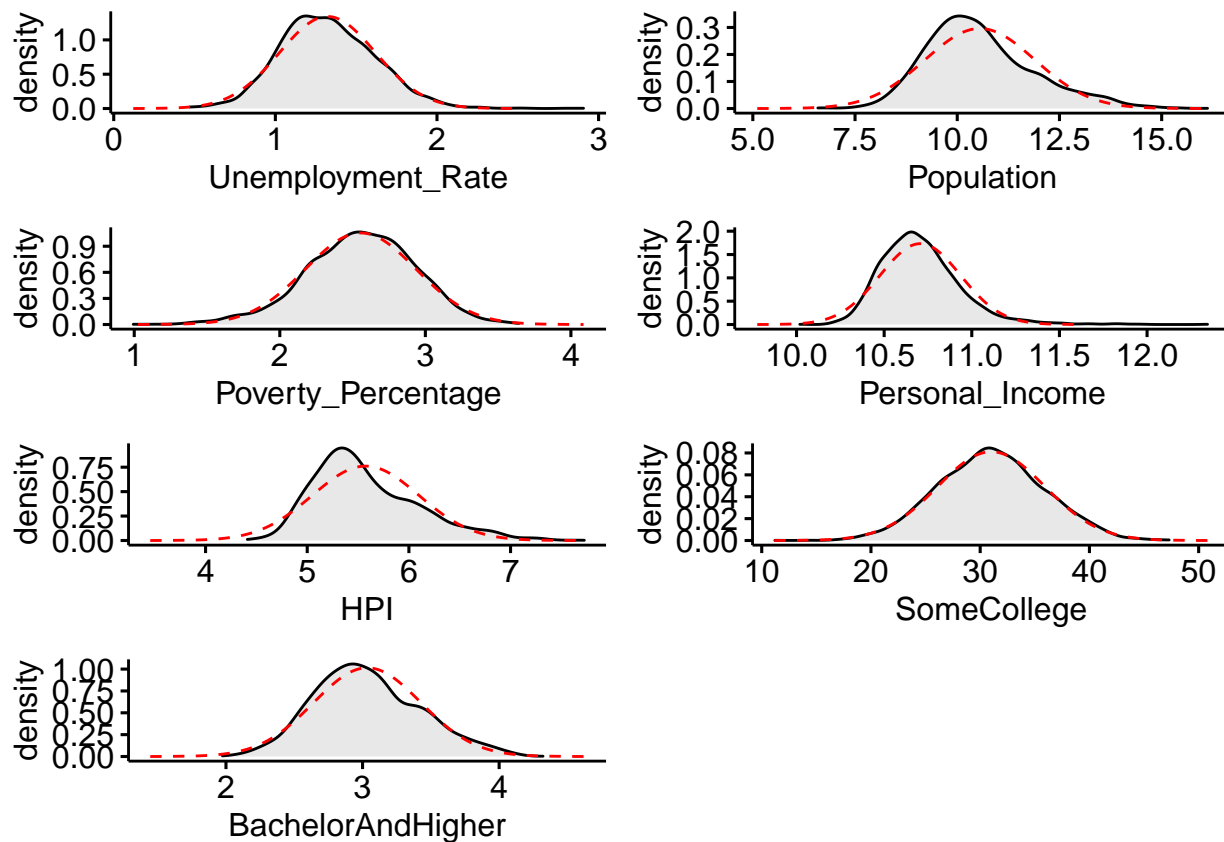 density
1.0
0.5
0.0
0 1 2 3
Unemployment_Rate
density
0.3
0.2
0.1
0.0
5.0 7.5 10.0 12.5 15.0
Population
density
0.9
0.6
0.3
0.0
1 2 3 4
Poverty_Percentage
density
2.0
1.5
1.0
0.5
0.0
10.0 10.5 11.0 11.5 12.0
Personal_Income
density
0.75
0.50
0.25
0.00
4 5 6 7
HPI
density
0.08
0.06
0.04
0.02
0.00
10 20 30 40 50
SomeCollege
density
1.00
0.75
0.50
0.25
0.00
2 3 4
BachelorAndHigher